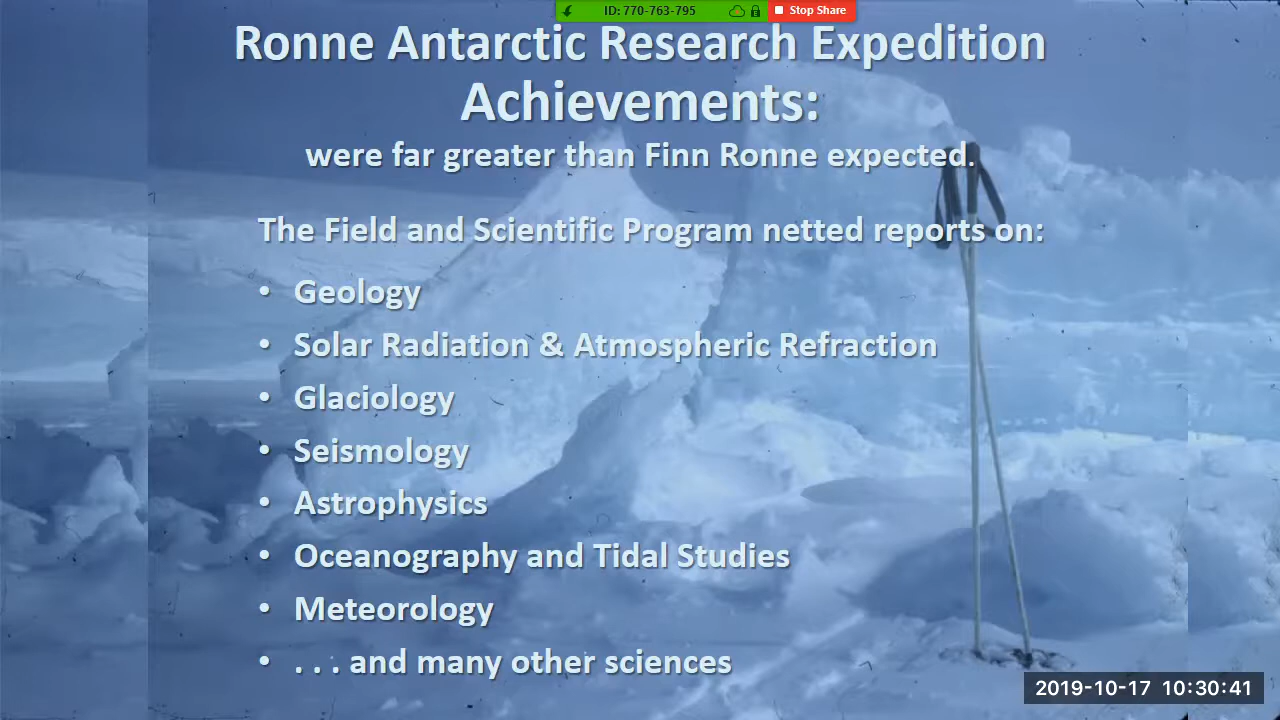 ID: 770-763-795
Stop Share
Ronne Antarctic Research Expedition
Achievements:
were far greater than Finn Ronne expected.
The Field and Scientific Program netted reports on:
• Geology
• Solar Radiation & Atmospheric Refraction
• Glaciology
• Seismology
• Astrophysics
• Oceanography and Tidal Studies
• Meteorology
• . . . and many other sciences
2019-10-17 10:30:41